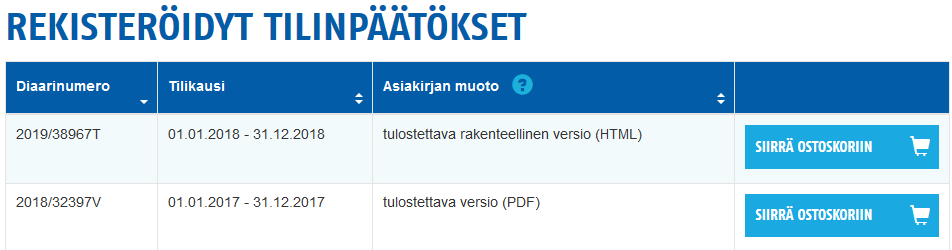 REKISTERÖIDYT TILINPÄÄTÖKSET
Diaarinumero Tilikausi Asiakirjan muoto ?
2019/38967T 01.01.2018 - 31.12.2018 tulostettava rakenteellinen versio (HTML) SIIRRÄ OSTOSKORIIN
2018/32397V 01.01.2017 - 31.12.2017 tulostettava versio (PDF) SIIRRÄ OSTOSKORIIN